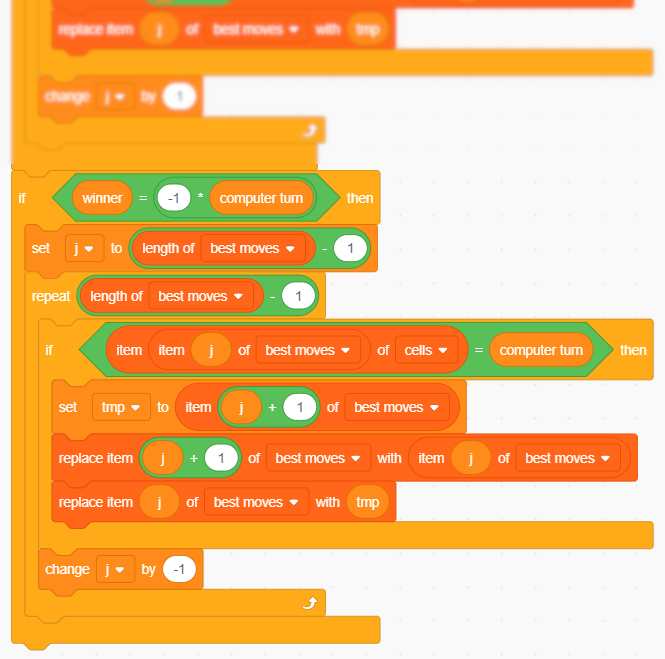 replace item j of best moves with tmp
change j by 1
if winner = -1 * computer turn then
set j to length of best moves - 1
repeat length of best moves - 1
if item item j of best moves of cells = computer turn then
set tmp to item j + 1 of best moves
replace item j + 1 of best moves with item j of best moves
replace item j of best moves with tmp
change j by -1